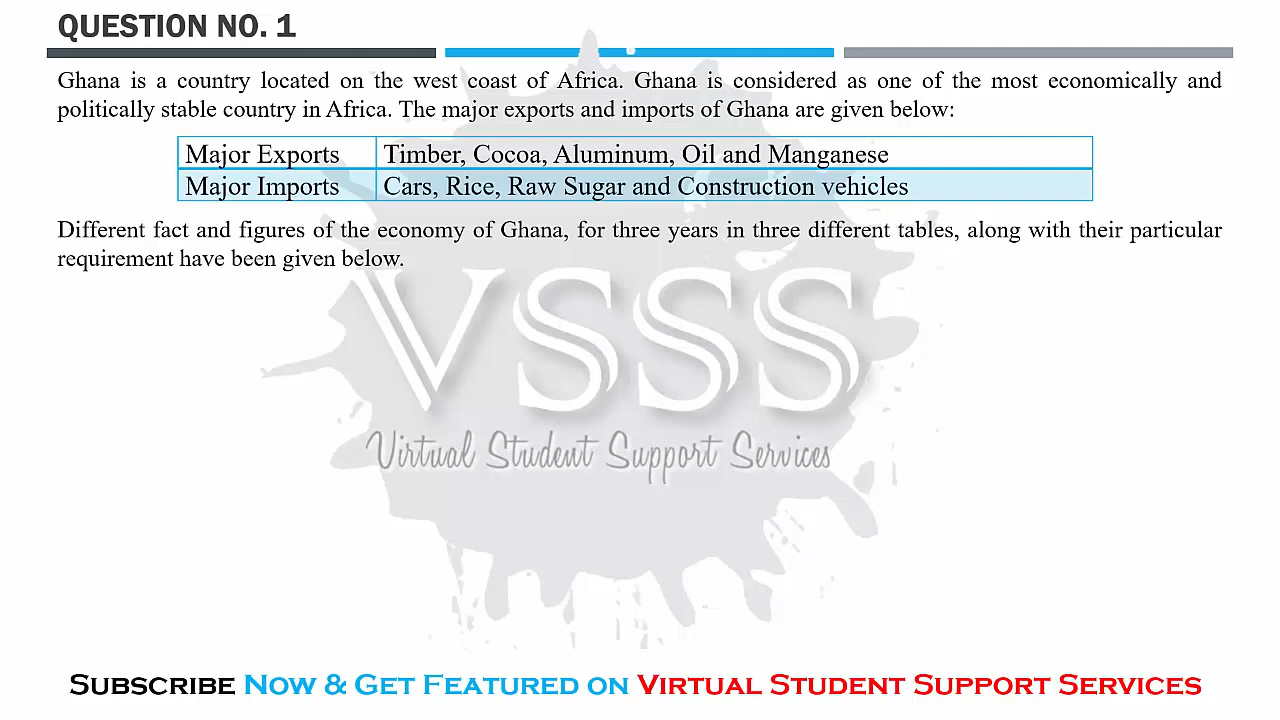 QUESTION NO. 1
Ghana is a country located on the west coast of Africa. Ghana is considered as one of the most economically and
politically stable country in Africa. The major exports and imports of Ghana are given below:
Major Exports Timber, Cocoa, Aluminum, Oil and Manganese
Major Imports Cars, Rice, Raw Sugar and Construction vehicles
Different fact and figures of the economy of Ghana, for three years in three different tables, along with their particular
requirement have been given below.
VSSS
Virtual Student Support Services
SUBSCRIBE NOW & GET FEATURED ON VIRTUAL STUDENT SUPPORT SERVICES